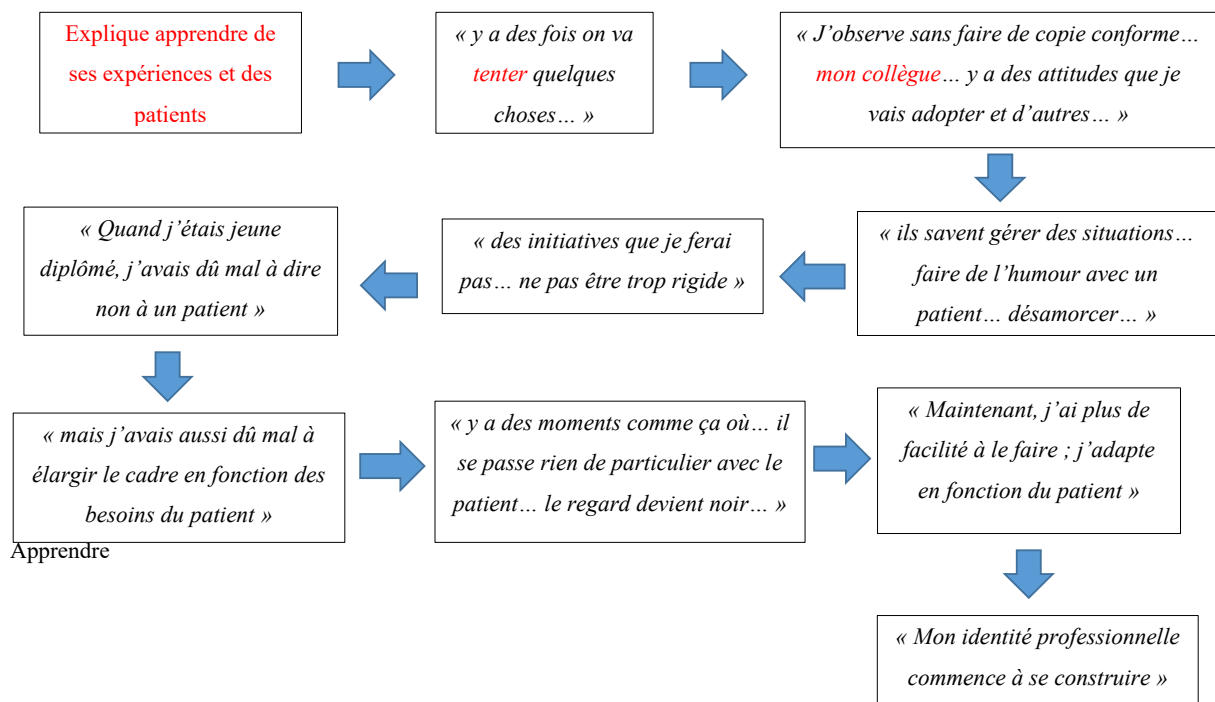 Explique apprendre de
ses expériences et des
patients
« y a des fois on va
tenter quelques
choses… »
« J’observe sans faire de copie conforme…
mon collègue… y a des attitudes que je
vais adopter et d’autres… »
« ils savent gérer des situations…
faire de l’humour avec un
patient… désamorcer… »
« des initiatives que je ferai
pas… ne pas être trop rigide »
« Quand j’étais jeune
diplômé, j’avais dû mal à dire
non à un patient »
« mais j’avais aussi dû mal à
élargir le cadre en fonction des
besoins du patient »
« y a des moments comme ça où… il
se passe rien de particulier avec le
patient… le regard devient noir… »
« Maintenant, j’ai plus de
facilité à le faire ; j’adapte
en fonction du patient »
Apprendre
« Mon identité professionnelle
commence à se construire »